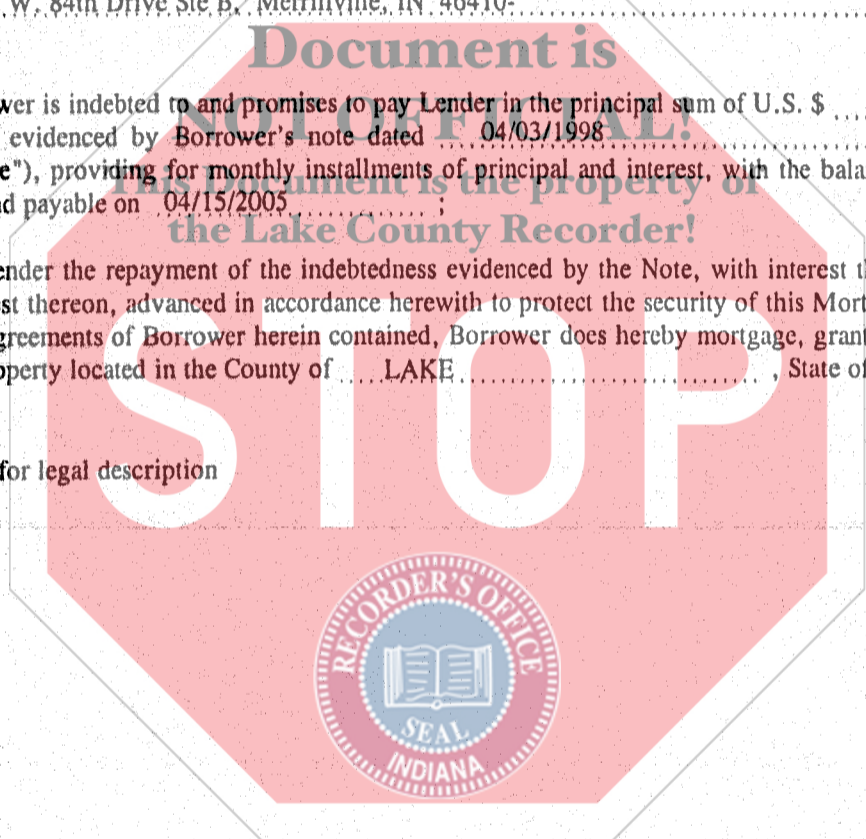 W. 84th Drive Ste B, Merrillville, IN 46410-
Document is
wer is indebted to and promises to pay Lender in the principal sum of U.S. $ ...
NOT OFFICIAL!
evidenced by Borrower's note dated ..... 04/03/1998 ..............................
e"), providing for monthly installments of principal and interest, with the bala
This Document is the property of
d payable on .04/15/2005.............. ;
the Lake County Recorder!
ender the repayment of the indebtedness evidenced by the Note, with interest t
st thereon, advanced in accordance herewith to protect the security of this Mort
greements of Borrower herein contained, Borrower does hereby mortgage, grant
operty located in the County of .....LAKE................................... , State of
STOP
for legal description
RECORDER'S OFFICE
SEAL
INDIANA